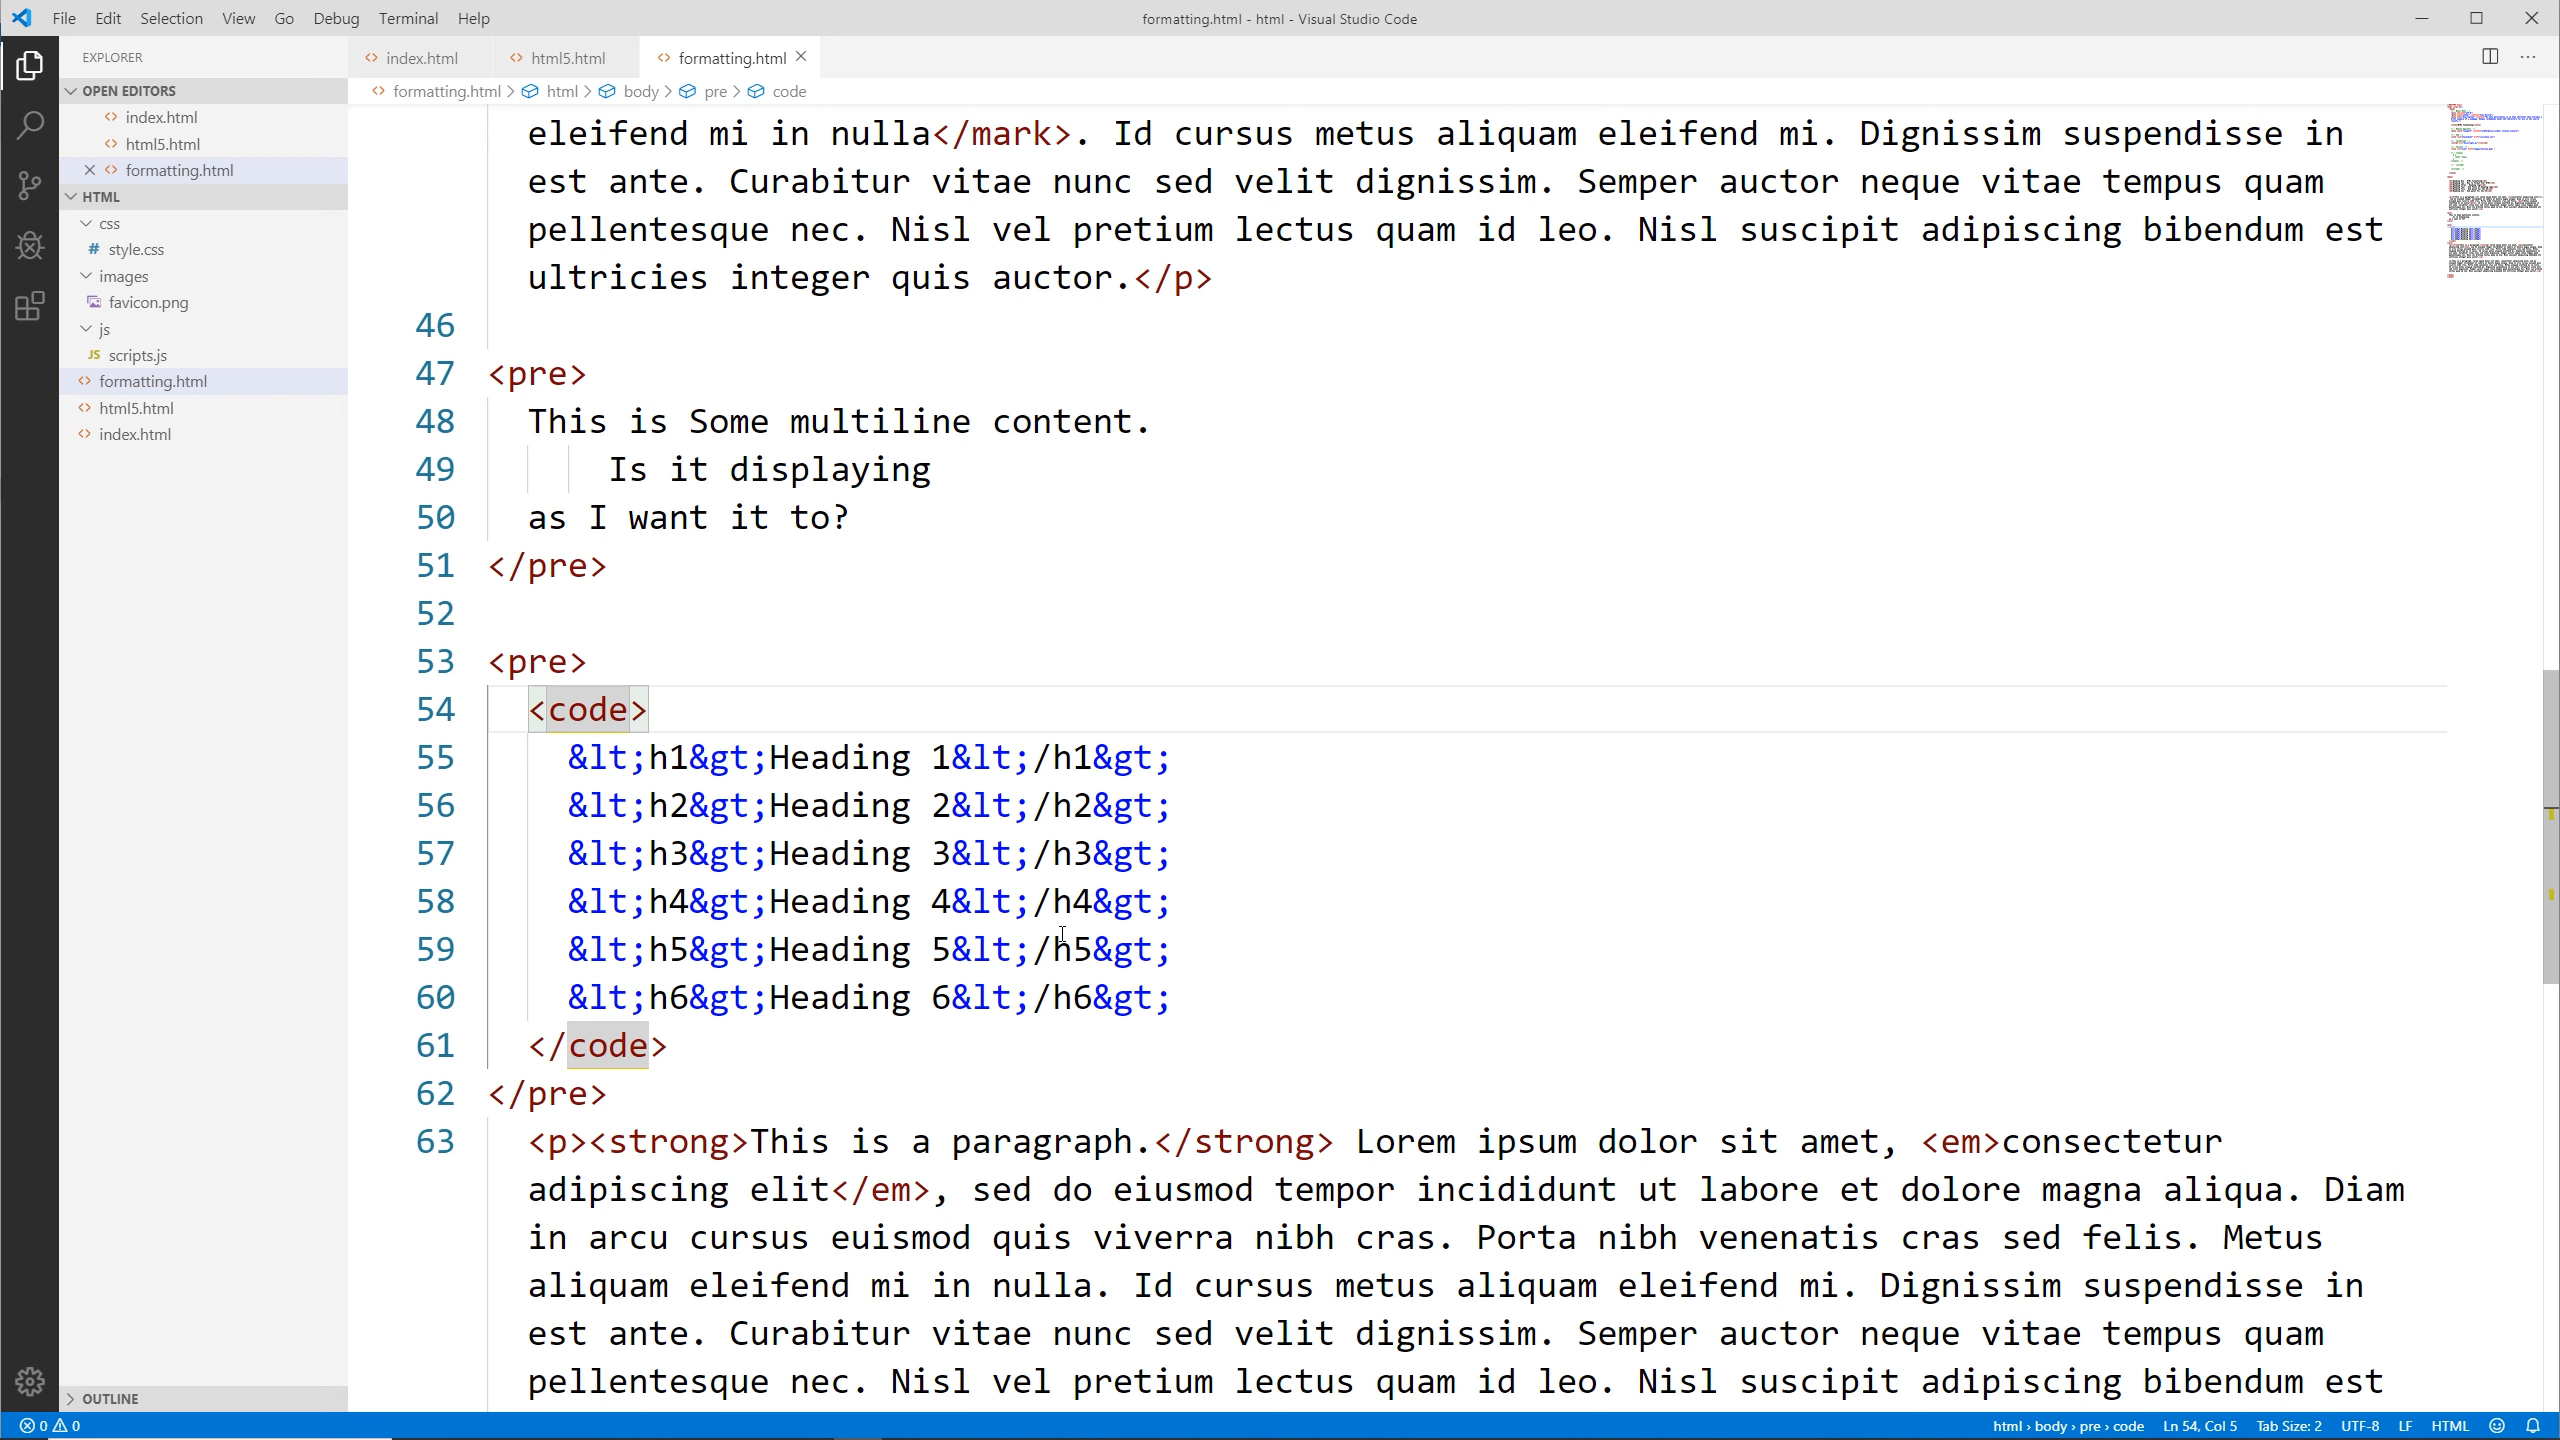 File Edit Selection View Go Debug Terminal Help
formatting.html - html - Visual Studio Code
EXPLORER
OPEN EDITORS
index.html
html5.html
formatting.html
HTML
css
# style.css
images
favicon.png
js
JS scripts.js
formatting.html
html5.html
index.html
OUTLINE
index.html html5.html formatting.html
formatting.html > html > body > pre > code
eleifend mi in nulla</mark>. Id cursus metus aliquam eleifend mi. Dignissim suspendisse in
est ante. Curabitur vitae nunc sed velit dignissim. Semper auctor neque vitae tempus quam
pellentesque nec. Nisl vel pretium lectus quam id leo. Nisl suscipit adipiscing bibendum est
ultricies integer quis auctor.</p>
46
47 <pre>
48 This is Some multiline content.
49 Is it displaying
50 as I want it to?
51 </pre>
52
53 <pre>
54 <code>
55 &lt;h1&gt;Heading 1&lt;/h1&gt;
56 &lt;h2&gt;Heading 2&lt;/h2&gt;
57 &lt;h3&gt;Heading 3&lt;/h3&gt;
58 &lt;h4&gt;Heading 4&lt;/h4&gt;
59 &lt;h5&gt;Heading 5&lt;/h5&gt;
60 &lt;h6&gt;Heading 6&lt;/h6&gt;
61 </code>
62 </pre>
63 <p><strong>This is a paragraph.</strong> Lorem ipsum dolor sit amet, <em>consectetur
adipiscing elit</em>, sed do eiusmod tempor incididunt ut labore et dolore magna aliqua. Diam
in arcu cursus euismod quis viverra nibh cras. Porta nibh venenatis cras sed felis. Metus
aliquam eleifend mi in nulla. Id cursus metus aliquam eleifend mi. Dignissim suspendisse in
est ante. Curabitur vitae nunc sed velit dignissim. Semper auctor neque vitae tempus quam
pellentesque nec. Nisl vel pretium lectus quam id leo. Nisl suscipit adipiscing bibendum est
0 0 html › body › pre › code Ln 54, Col 5 Tab Size: 2 UTF-8 LF HTML